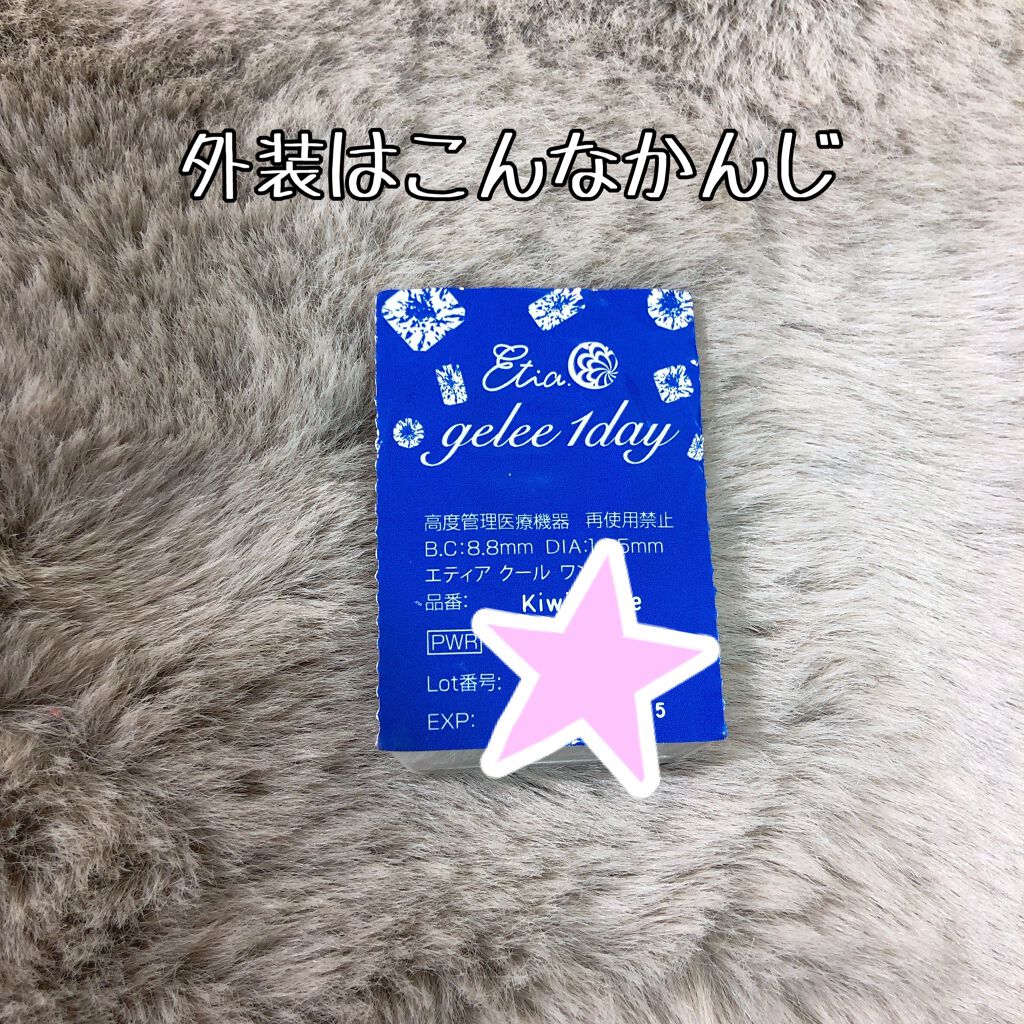 外装はこんなかんじ
Etia.
gelee 1day
高度管理医療機器 再使用禁止
B.C:8.8mm DIA:
エティア クール
品番:
PWR
Lot番号:
EXP: